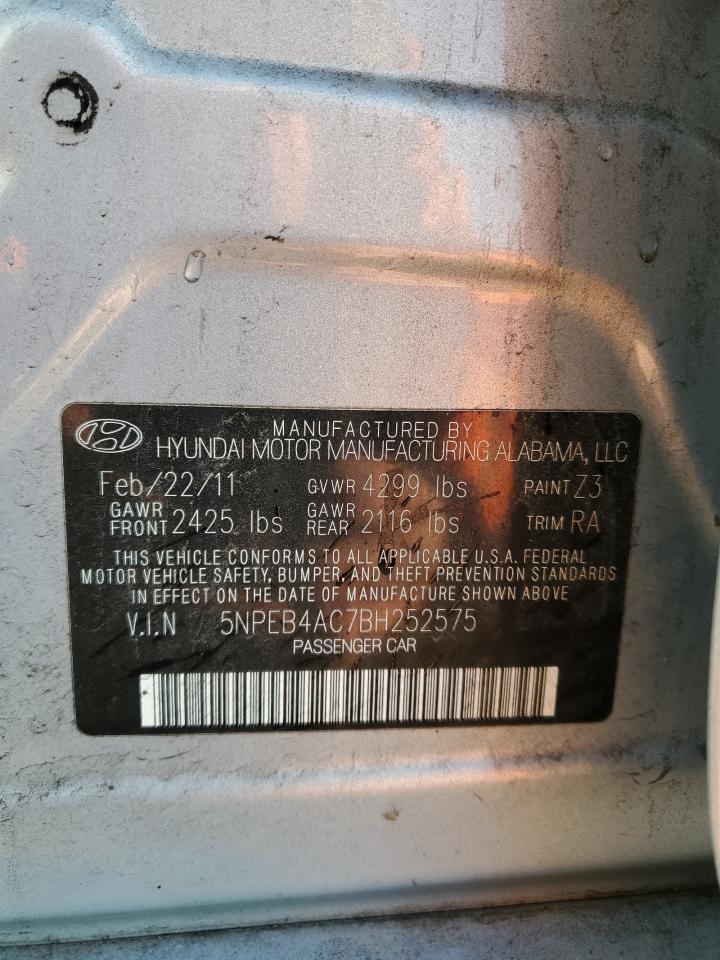 MANUFACTURED BY
HYUNDAI MOTOR MANUFACTURING ALABAMA, LLC
Feb/22/11 GVWR 4299 lbs PAINT Z3
GAWR FRONT 2425 lbs GAWR REAR 2116 lbs TRIM RA
THIS VEHICLE CONFORMS TO ALL APPLICABLE U.S.A. FEDERAL
MOTOR VEHICLE SAFETY, BUMPER, AND THEFT PREVENTION STANDARDS
IN EFFECT ON THE DATE OF MANUFACTURE SHOWN ABOVE
V.I.N 5NPEB4AC7BH252575
PASSENGER CAR